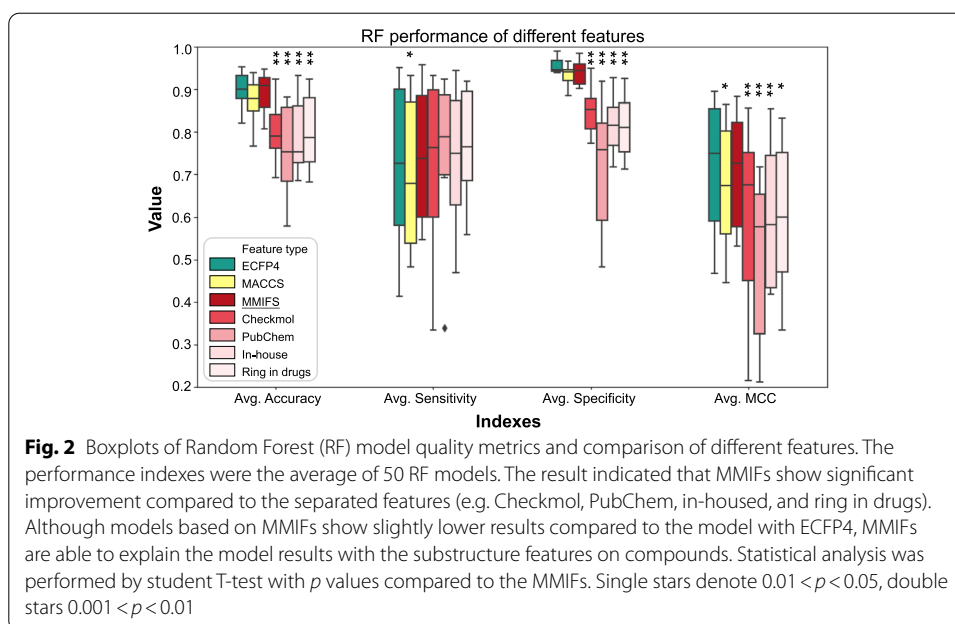 RF performance of different features
* * * * * * * *
*
* * * * * * * *
* * * * * * * *
1.0
0.9
0.8
0.7
0.6
0.5
0.4
0.3
0.2
Value
Feature type
ECFP4
MACCS
MMIFS
Checkmol
PubChem
In-house
Ring in drugs
Avg. Accuracy Avg. Sensitivity Avg. Specificity Avg. MCC
Indexes
Fig. 2 Boxplots of Random Forest (RF) model quality metrics and comparison of different features. The
performance indexes were the average of 50 RF models. The result indicated that MMIFs show significant
improvement compared to the separated features (e.g. Checkmol, PubChem, in-housed, and ring in drugs).
Although models based on MMIFs show slightly lower results compared to the model with ECFP4, MMIFs
are able to explain the model results with the substructure features on compounds. Statistical analysis was
performed by student T-test with p values compared to the MMIFs. Single stars denote 0.01 < p < 0.05, double
stars 0.001 < p < 0.01